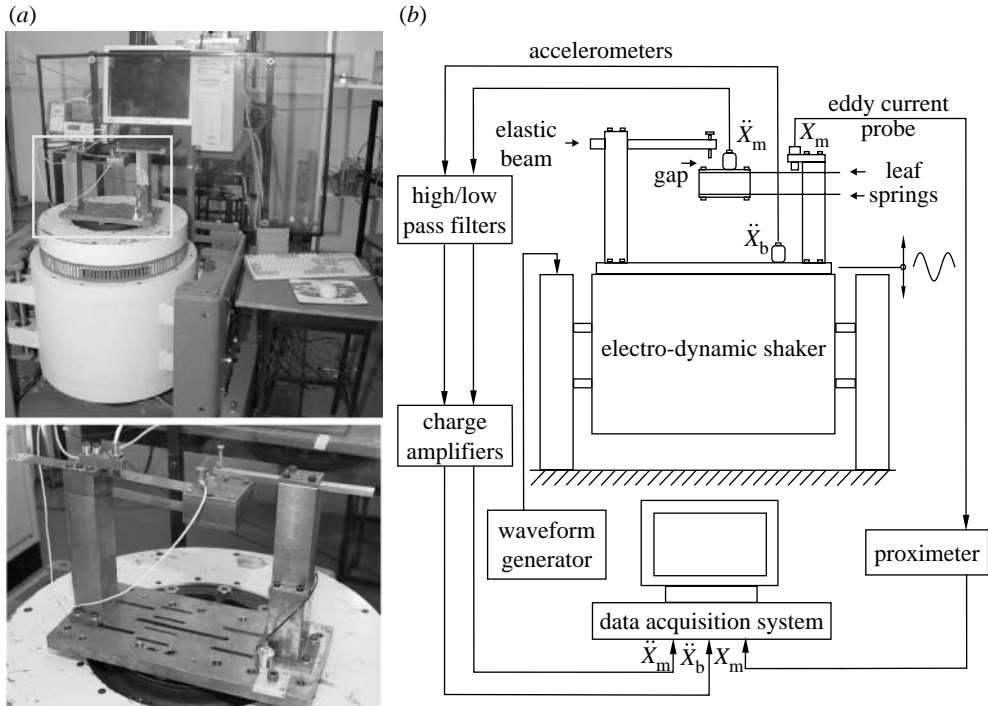 (a)
(b)
accelerometers
eddy current
probe
elastic
beam
Ẍm
Xm
gap
leaf
springs
high/low
pass filters
Ẍb
electro-dynamic shaker
charge
amplifiers
waveform
generator
proximeter
data acquisition system
Ẍm Ẍb Xm